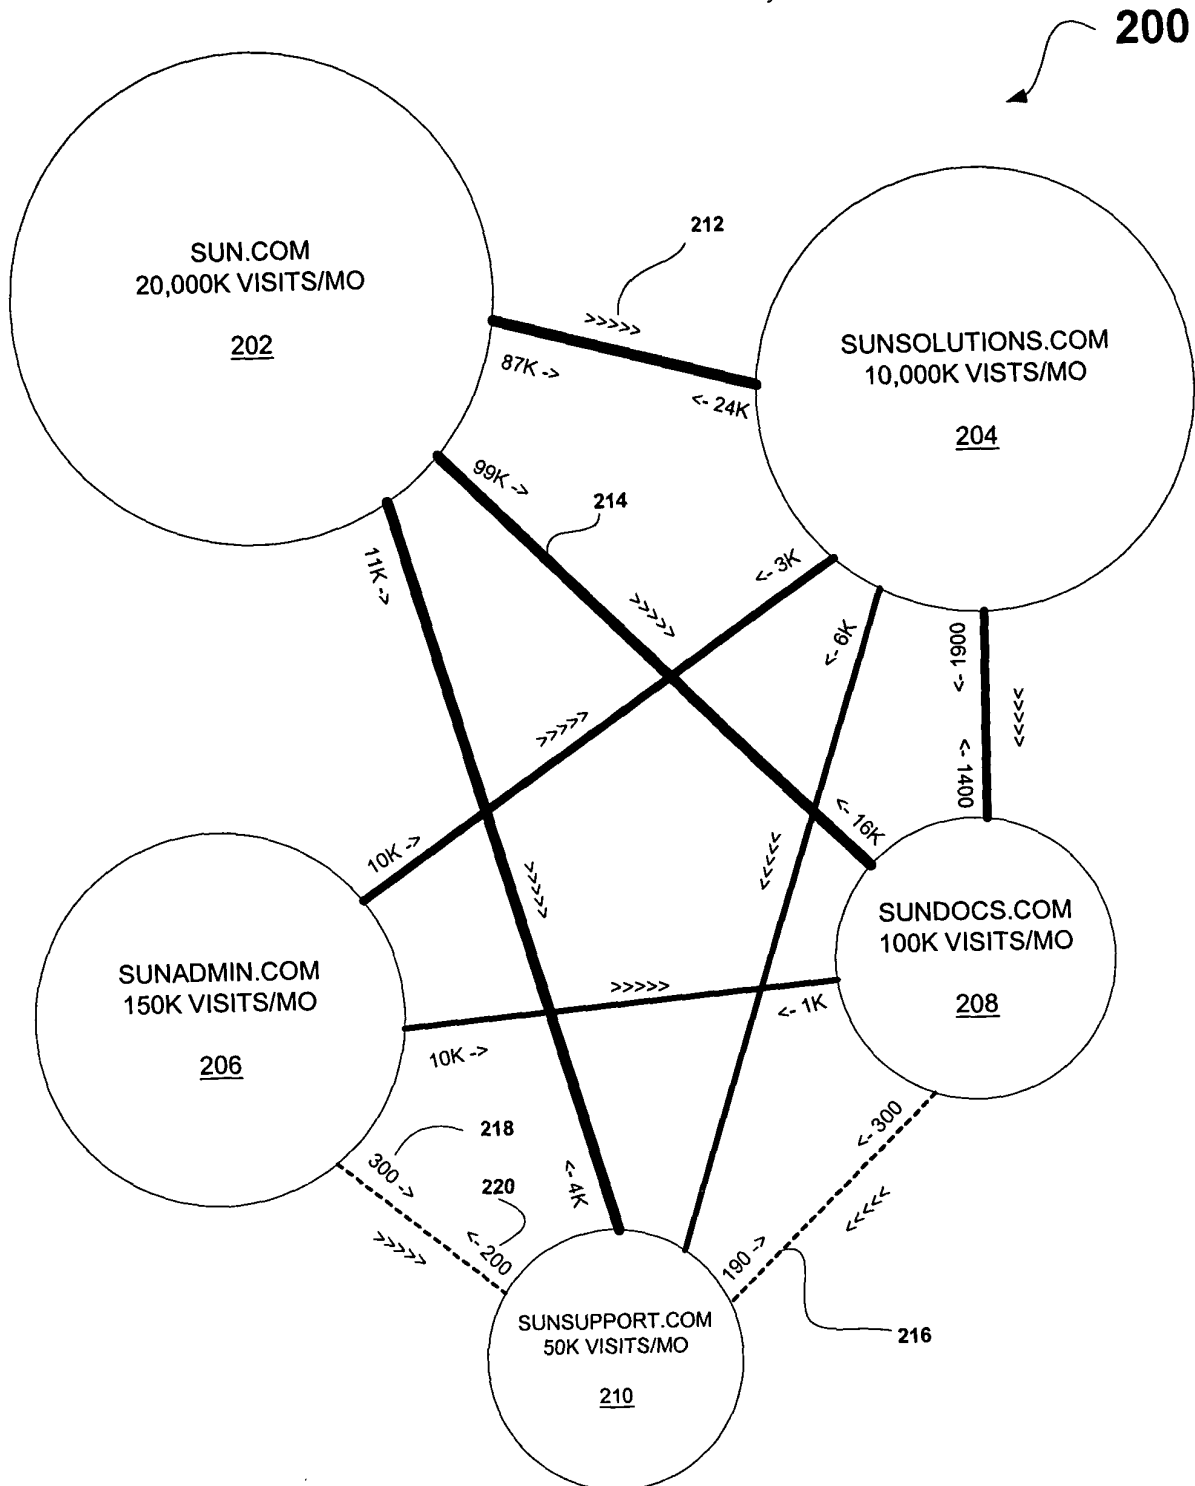 200
212
SUN.COM
20,000K VISITS/MO
202
>>>>>
87K ->
<- 24K
SUNSOLUTIONS.COM
10,000K VISTS/MO
204
99K ->
214
11K ->
<- 3K
>>>>>
<- 6K
1900 ->
>>>>>
<- 1400
>>>>>
10K ->
<- 16K
>>>>>
>>>>>
SUNDOCS.COM
100K VISITS/MO
208
SUNADMIN.COM
150K VISITS/MO
206
>>>>>
<- 1K
10K ->
218
300 ->
<- 300
220
<- 4K
>>>>>
<- 200
<<<<<
190 ->
216
SUNSUPPORT.COM
50K VISITS/MO
210